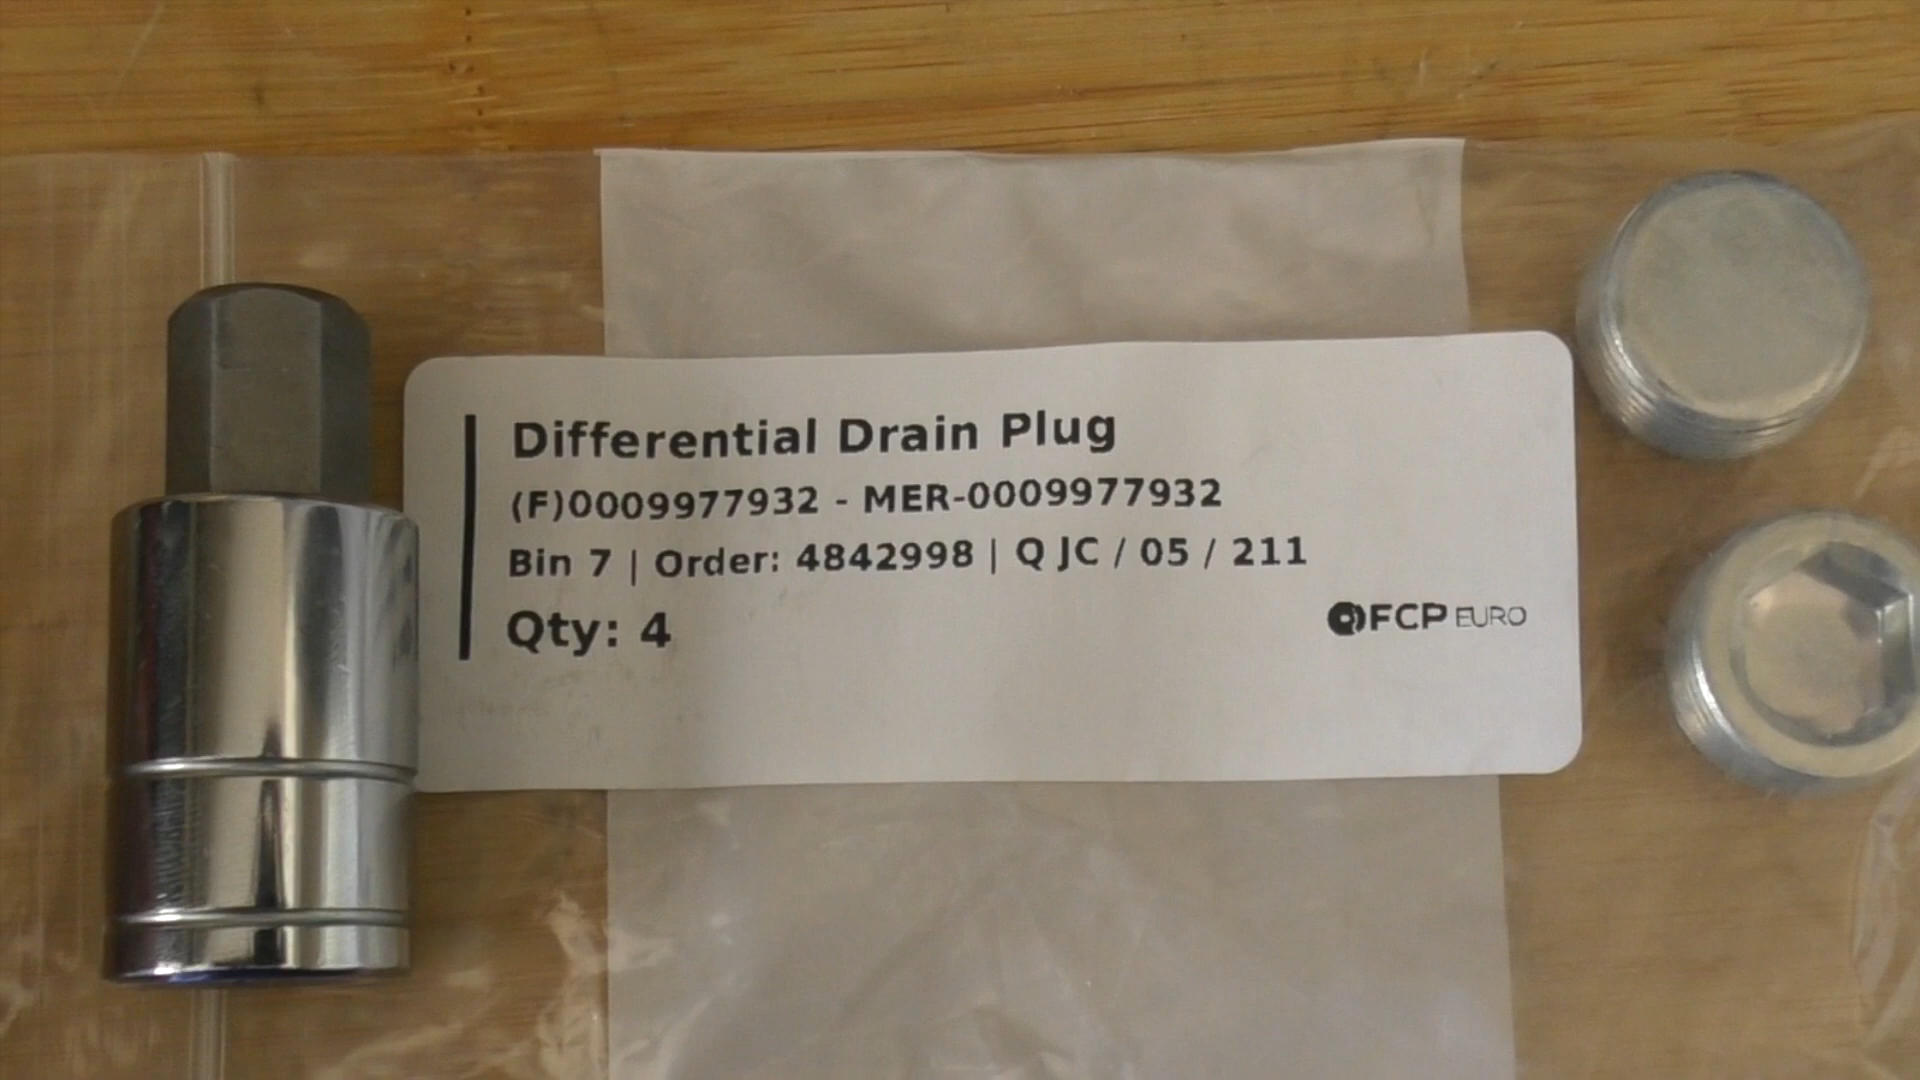 Differential Drain Plug
(F)0009977932 - MER-0009977932
Bin 7 | Order: 4842998 | Q JC / 05 / 211
Qty: 4
FCP EURO